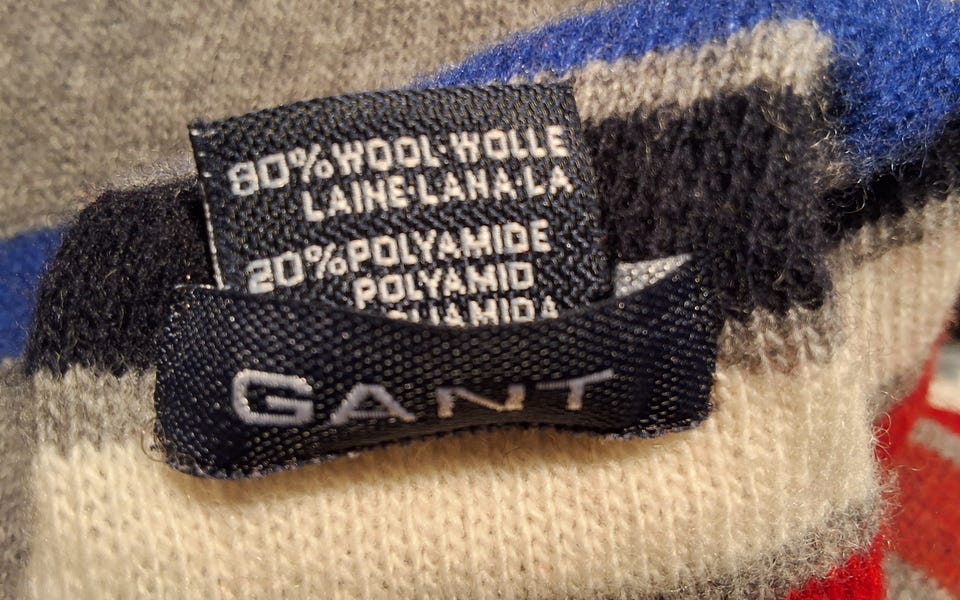 80% WOOL·WOLLE
LAINE·LANA·LA
20% POLYAMIDE
POLYAMID
GANT